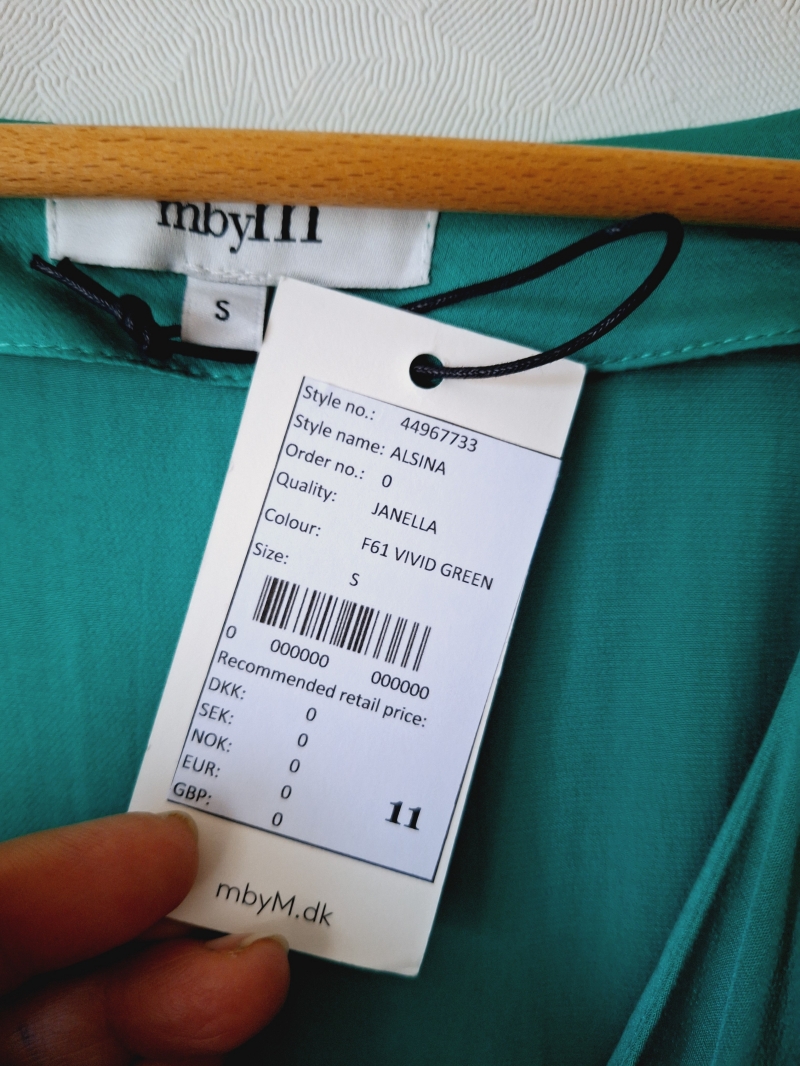 mbyM
S
Style no.: 44967733
Style name: ALSINA
Order no.: 0
Quality: JANELLA
Colour: F61 VIVID GREEN
Size: S
0 000000 000000
Recommended retail price:
DKK: 0
SEK: 0
NOK: 0
EUR: 0
GBP: 0
11
mbyM.dk